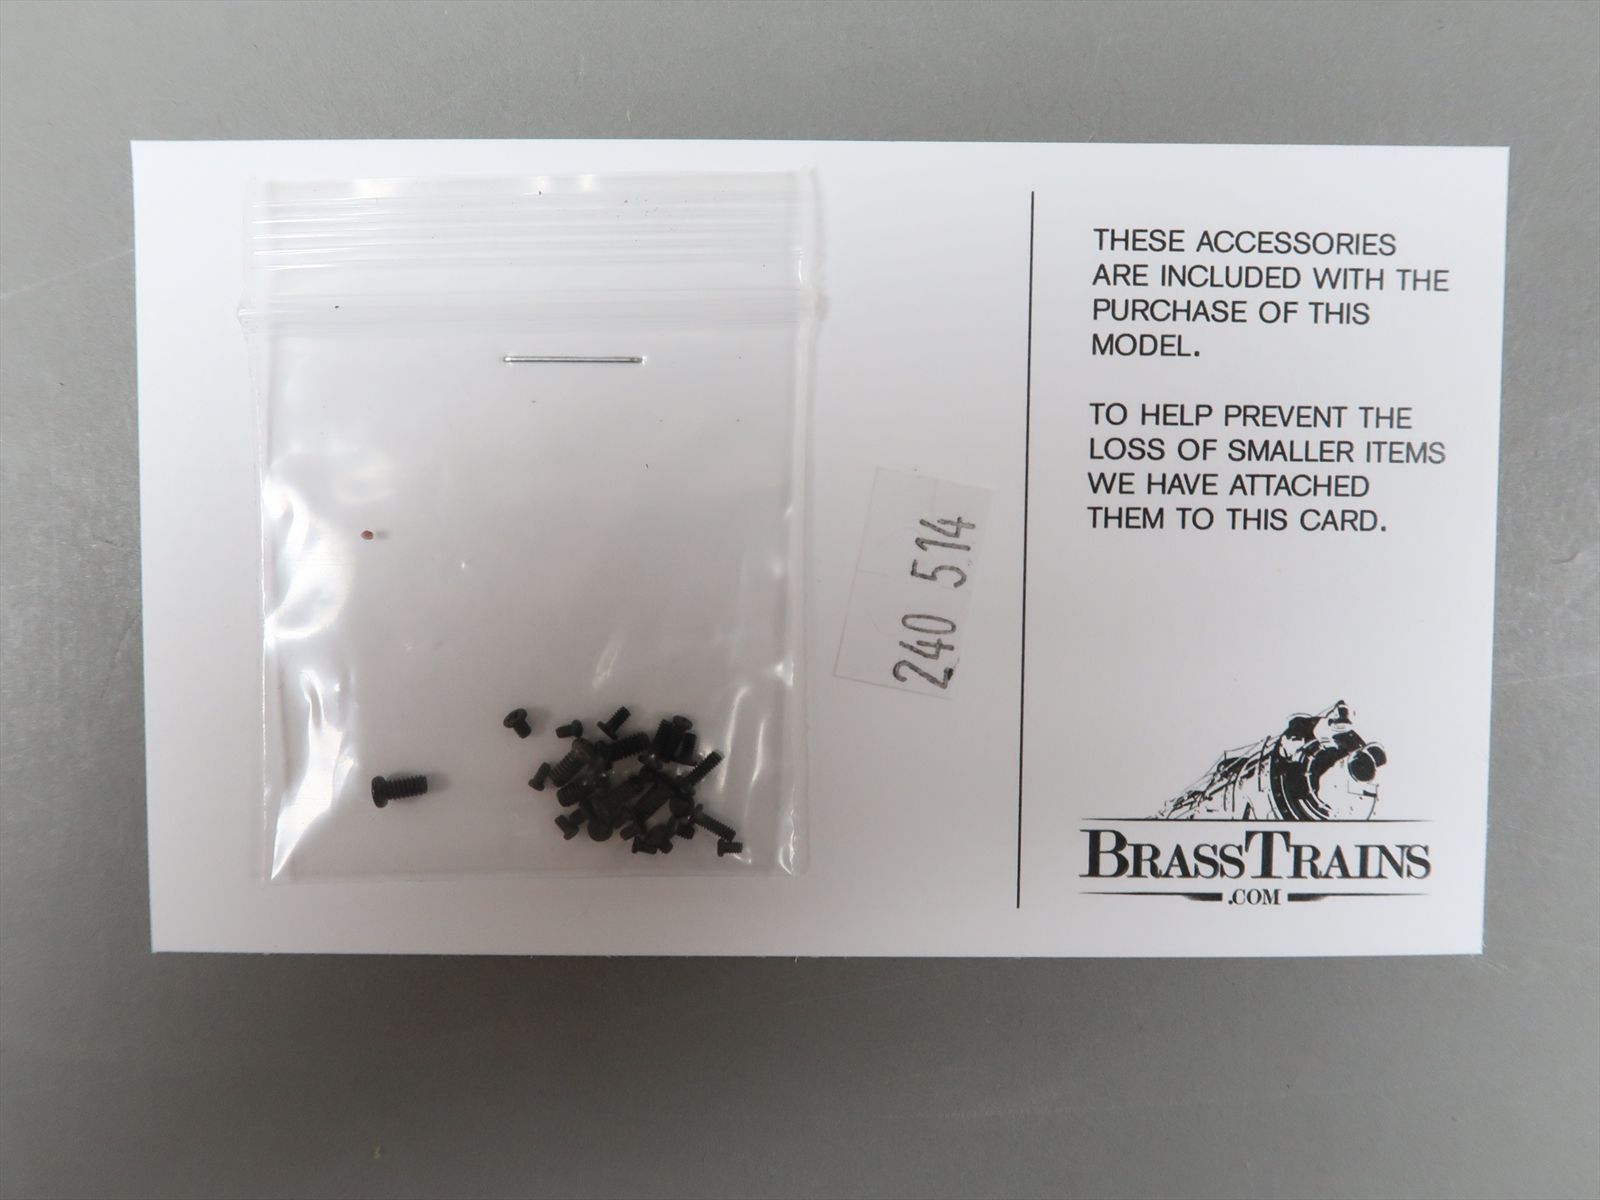 THESE ACCESSORIES
ARE INCLUDED WITH THE
PURCHASE OF THIS
MODEL.
TO HELP PREVENT THE
LOSS OF SMALLER ITEMS
WE HAVE ATTACHED
THEM TO THIS CARD.
240 514
BRASSTRAINS
.COM